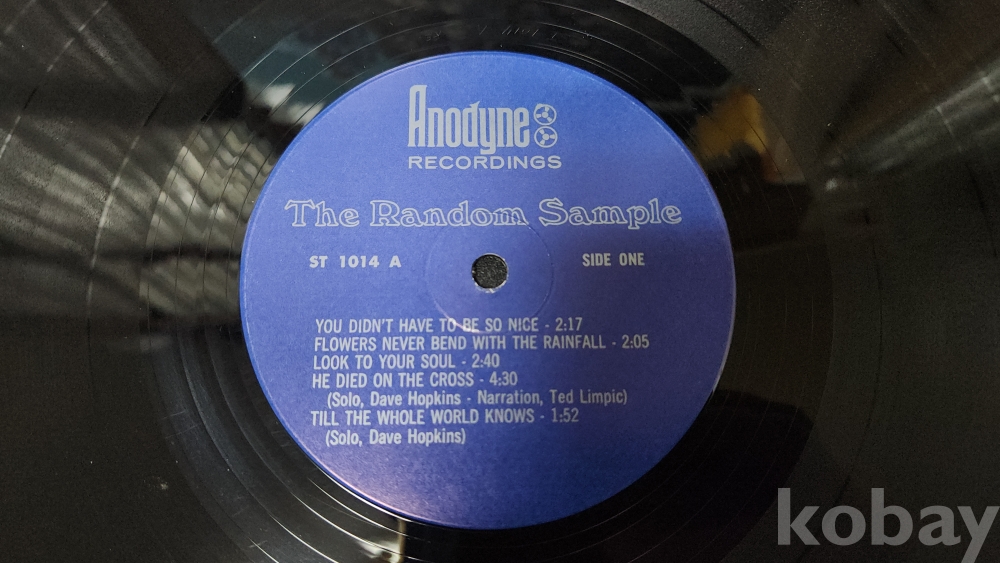 Anodyne
RECORDINGS
The Random Sample
ST 1014 A SIDE ONE
YOU DIDN'T HAVE TO BE SO NICE - 2:17
FLOWERS NEVER BEND WITH THE RAINFALL - 2:05
LOOK TO YOUR SOUL - 2:40
HE DIED ON THE CROSS - 4:30
(Solo, Dave Hopkins - Narration, Ted Limpic)
TILL THE WHOLE WORLD KNOWS - 1:52
(Solo, Dave Hopkins)
kobay